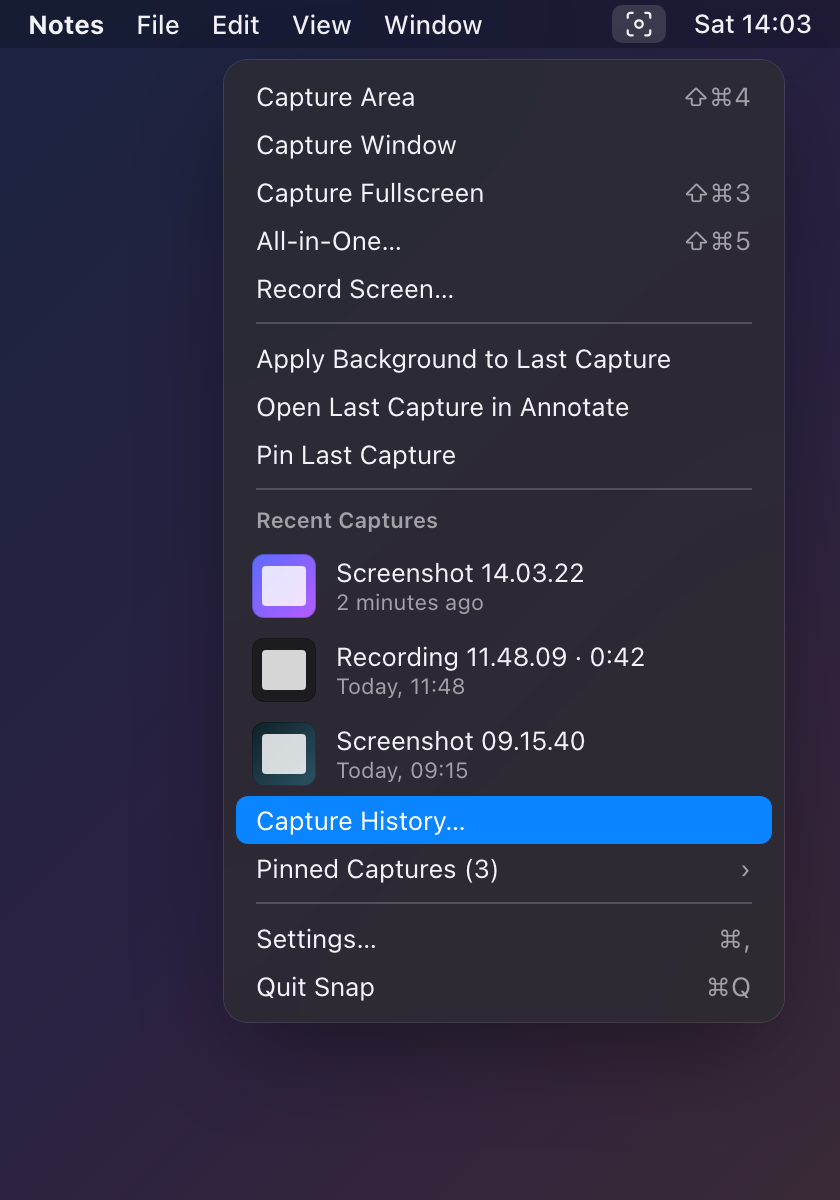 Notes File Edit View Window Sat 14:03
Capture Area ⇧⌘4
Capture Window
Capture Fullscreen ⇧⌘3
All-in-One... ⇧⌘5
Record Screen...
Apply Background to Last Capture
Open Last Capture in Annotate
Pin Last Capture
Recent Captures
Screenshot 14.03.22
2 minutes ago
Recording 11.48.09 · 0:42
Today, 11:48
Screenshot 09.15.40
Today, 09:15
Capture History...
Pinned Captures (3) ›
Settings... ⌘,
Quit Snap ⌘Q